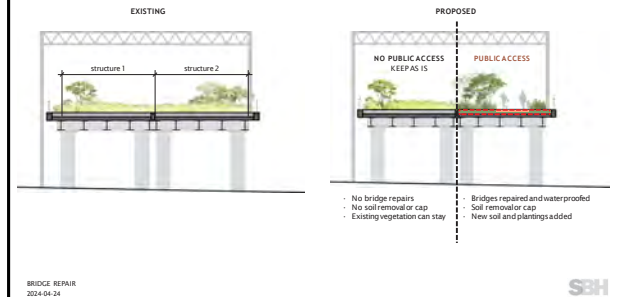 EXISTING
structure 1
structure 2
PROPOSED
NO PUBLIC ACCESS
KEEP AS IS
PUBLIC ACCESS
· No bridge repairs
· No soil removal or cap
· Existing vegetation can stay
· Bridges repaired and waterproofed
· Soil removal or cap
· New soil and plantings added
BRIDGE REPAIR
2024-04-24
SBH